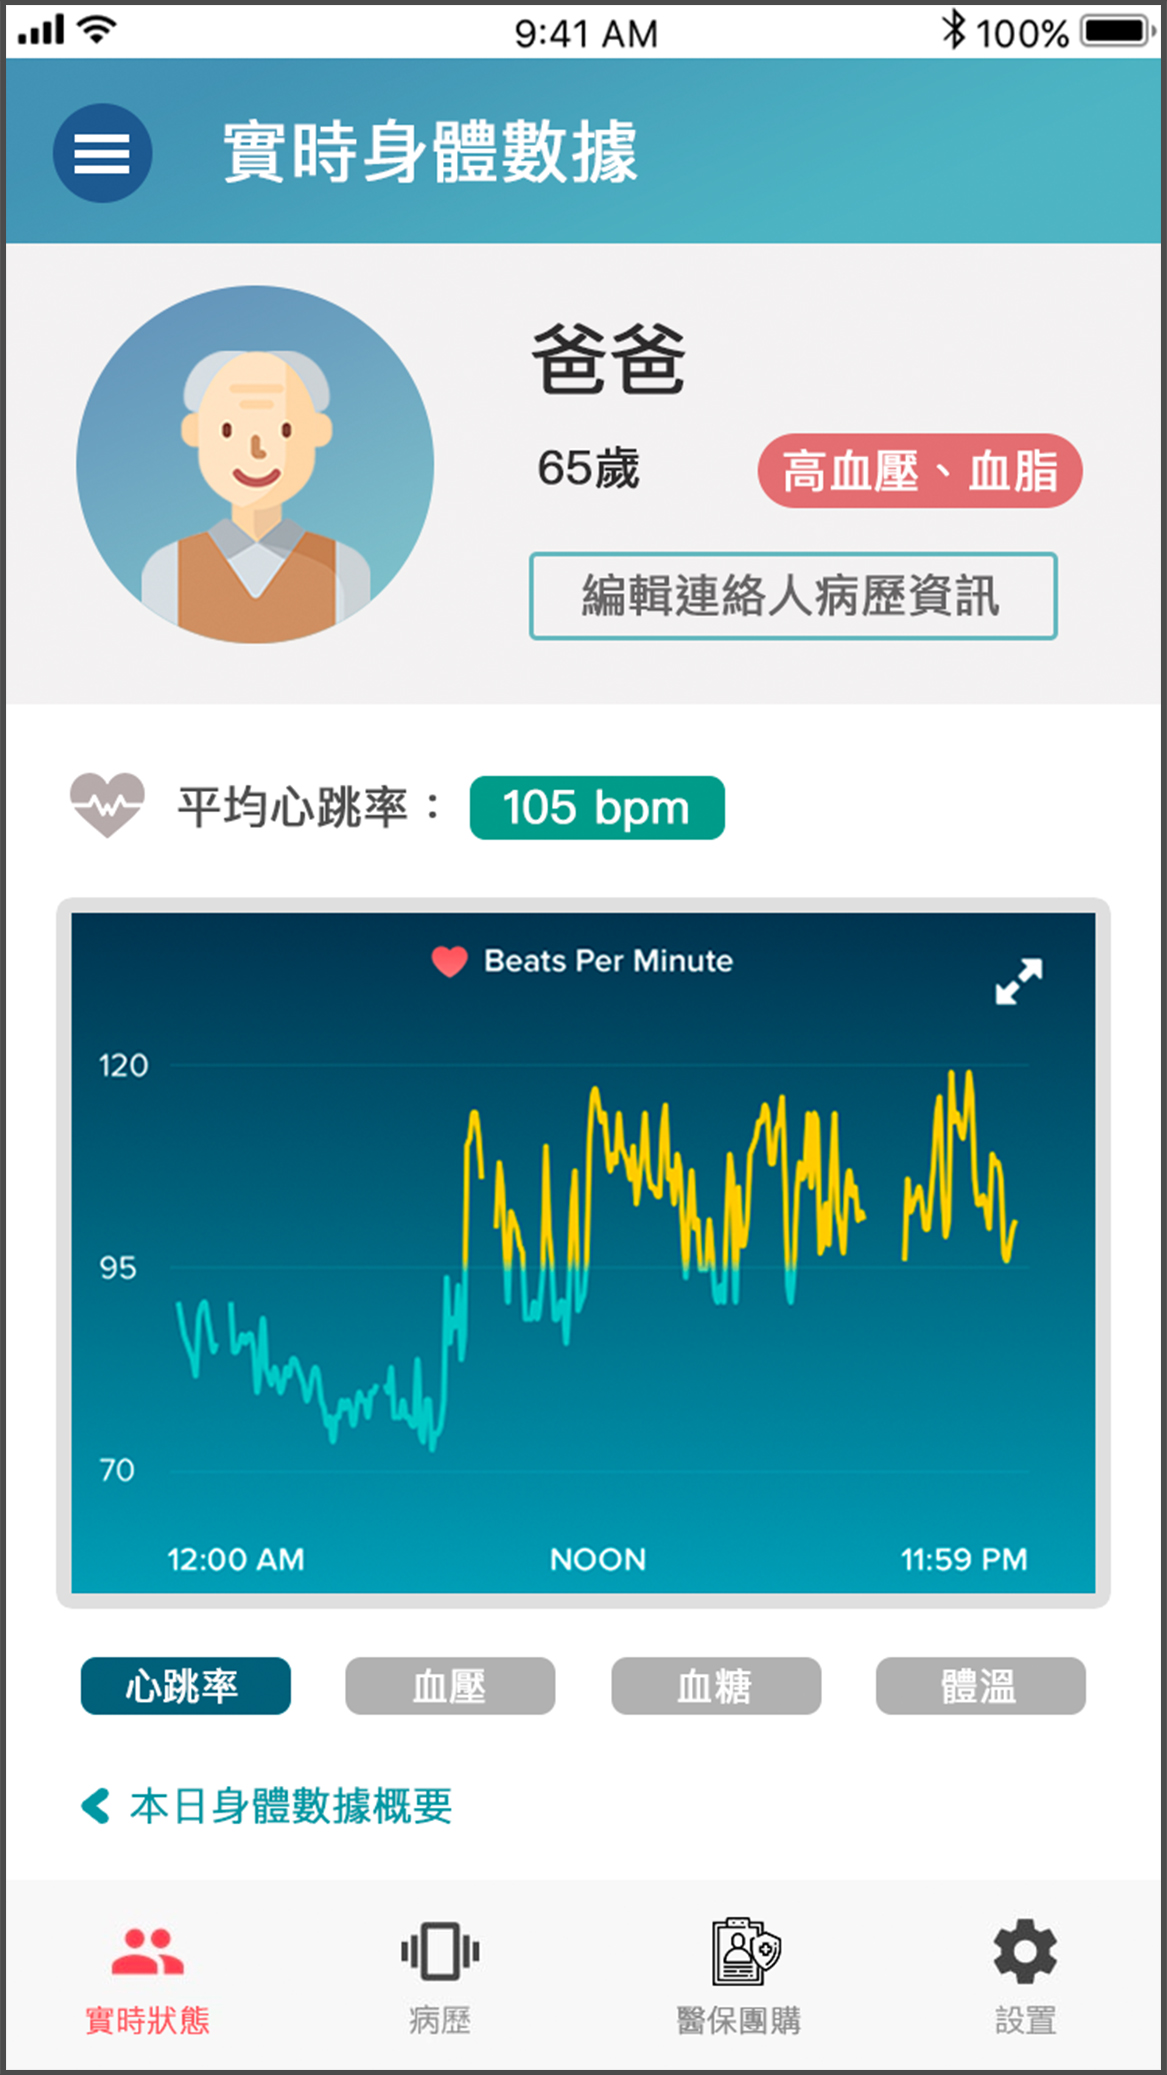 9:41 AM
100%
實時身體數據
爸爸
65歲
高血壓、血脂
編輯連絡人病歷資訊
平均心跳率：
105 bpm
Beats Per Minute
120
95
70
12:00 AM
NOON
11:59 PM
心跳率
血壓
血糖
體溫
本日身體數據概要
實時狀態
病歷
醫保團購
設置